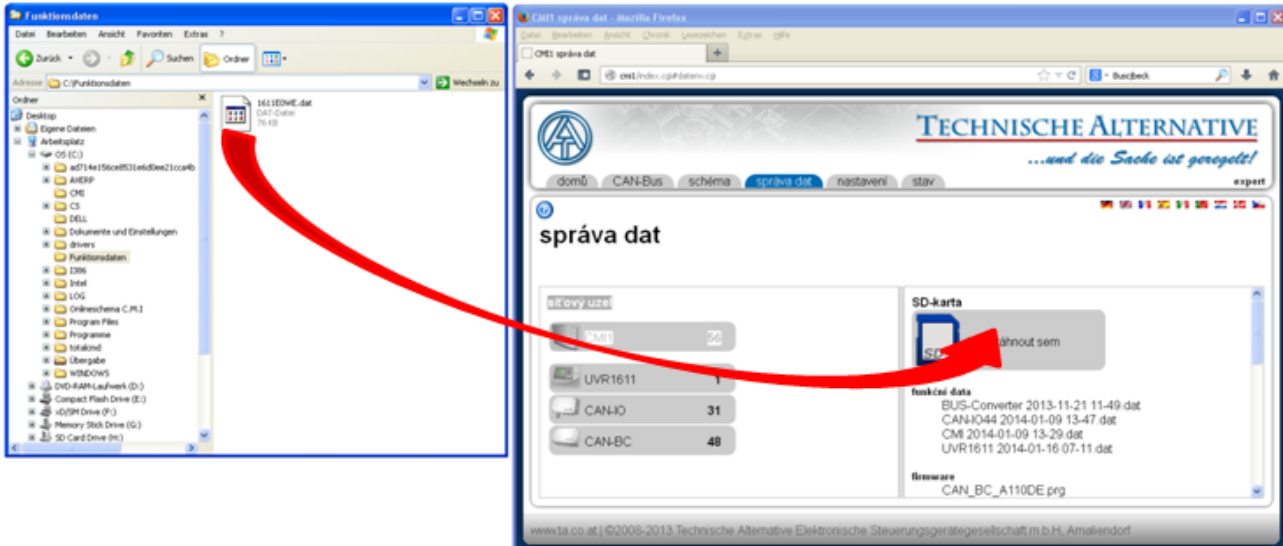 Funktionsdaten
Datei Bearbeiten Ansicht Favoriten Extras ?
Zurück Suchen Ordner
Adresse C:\Funktionsdaten Wechseln zu
Ordner
Desktop
Eigene Dateien
Arbeitsplatz
OS (C:)
AVERP
CMI
CS
DELL
Dokumente und Einstellungen
drivers
Funktionsdaten
I386
Intel
LOG
Onlineschema C.M.I
Program Files
Programme
totalcmd
Übergabe
WINDOWS
DVD-RAM-Laufwerk (D:)
Compact Flash Drive (E:)
xD/SM Drive (F:)
Memory Stick Drive (G:)
SD Card Drive (H:)
1611E0WE.dat
DAT-Datei
76 KB
CMI1 správa dat - Mozilla Firefox
Datei Bearbeiten Ansicht Chronik Lesezeichen Extras Hilfe
CMI1 správa dat
TECHNISCHE ALTERNATIVE
...und die Sache ist geregelt!
domů CAN-Bus schéma správa dat nastavení stav
expert
správa dat
síťový uzel
CMI1 56
UVR1611 1
CAN-IO 31
CAN-BC 48
SD-karta
SD
áhnout sem
funkční data
BUS-Converter 2013-11-21 11-49.dat
CAN-IO44 2014-01-09 13-47.dat
CMI 2014-01-09 13-29.dat
UVR1611 2014-01-16 07-11.dat
firmware
CAN_BC_A110DE.prg
www.ta.co.at | ©2008-2013 Technische Alternative Elektronische Steuerungsgerätegesellschaft m.b.H, Amaliendorf